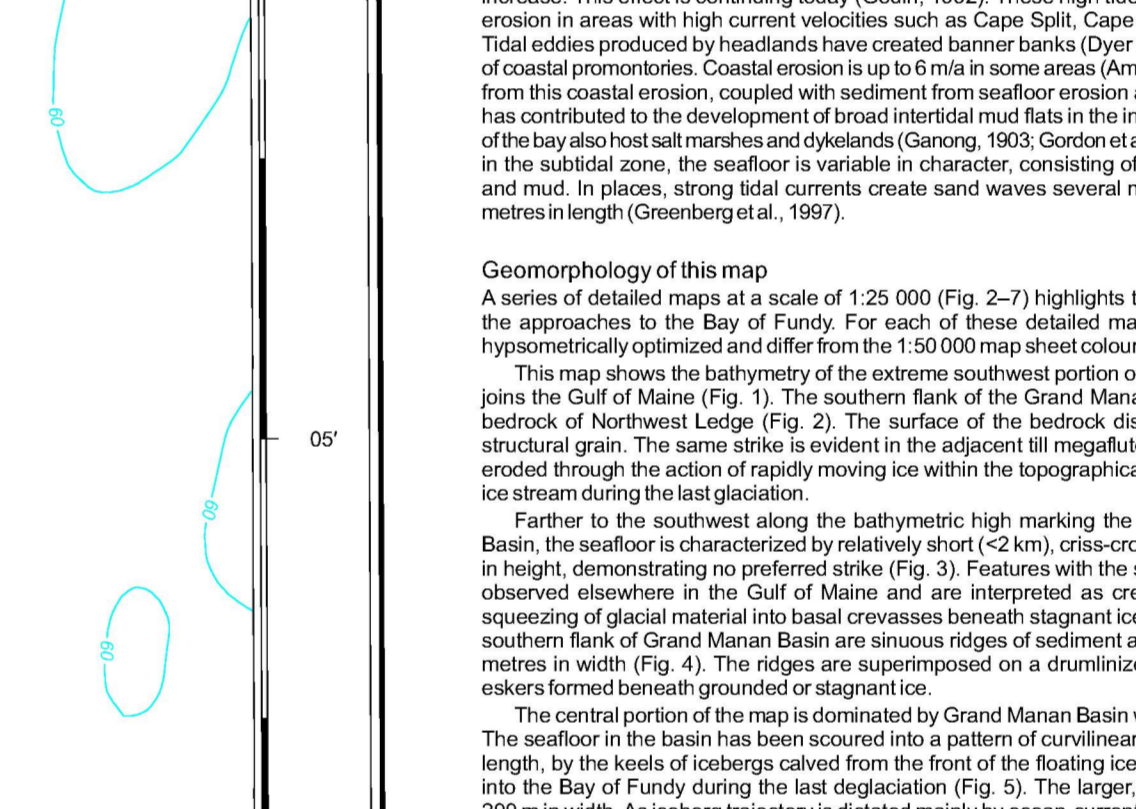 60
60
05′
60
increase. This effect is continuing today (Godin, 1992). These high
erosion in areas with high current velocities such as Cape Split, Cape
Tidal eddies produced by headlands have created banner banks (Dyer
of coastal promontories. Coastal erosion is up to 6 m/a in some areas (Am
from this coastal erosion, coupled with sediment from seafloor erosion
has contributed to the development of broad intertidal mud flats in the in
of the bay also host salt marshes and dykelands (Ganong, 1903; Gordon et a
in the subtidal zone, the seafloor is variable in character, consisting of
and mud. In places, strong tidal currents create sand waves several
metres in length (Greenberg et al., 1997).
Geomorphology of this map
A series of detailed maps at a scale of 1:25 000 (Fig. 2–7) highlights t
the approaches to the Bay of Fundy. For each of these detailed ma
hypsometrically optimized and differ from the 1:50 000 map sheet colour
This map shows the bathymetry of the extreme southwest portion o
joins the Gulf of Maine (Fig. 1). The southern flank of the Grand Mana
bedrock of Northwest Ledge (Fig. 2). The surface of the bedrock dis
structural grain. The same strike is evident in the adjacent till megaflut
eroded through the action of rapidly moving ice within the topographica
ice stream during the last glaciation.
Farther to the southwest along the bathymetric high marking the
Basin, the seafloor is characterized by relatively short (<2 km), criss-cro
in height, demonstrating no preferred strike (Fig. 3). Features with the s
observed elsewhere in the Gulf of Maine and are interpreted as cre
squeezing of glacial material into basal crevasses beneath stagnant ice
southern flank of Grand Manan Basin are sinuous ridges of sediment a
metres in width (Fig. 4). The ridges are superimposed on a drumlinize
eskers formed beneath grounded or stagnant ice.
The central portion of the map is dominated by Grand Manan Basin
The seafloor in the basin has been scoured into a pattern of curvilinear
length, by the keels of icebergs calved from the front of the floating ice
into the Bay of Fundy during the last deglaciation (Fig. 5). The larger,